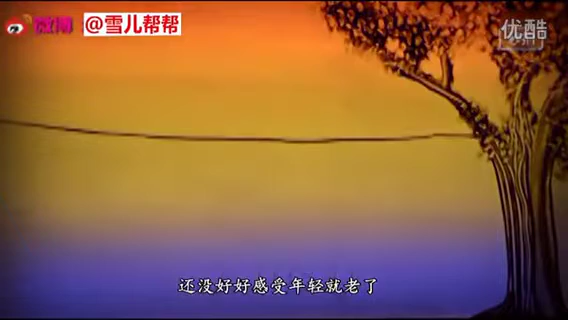 微博 @雪儿帮帮
优酷
还没好好感受年轻就老了